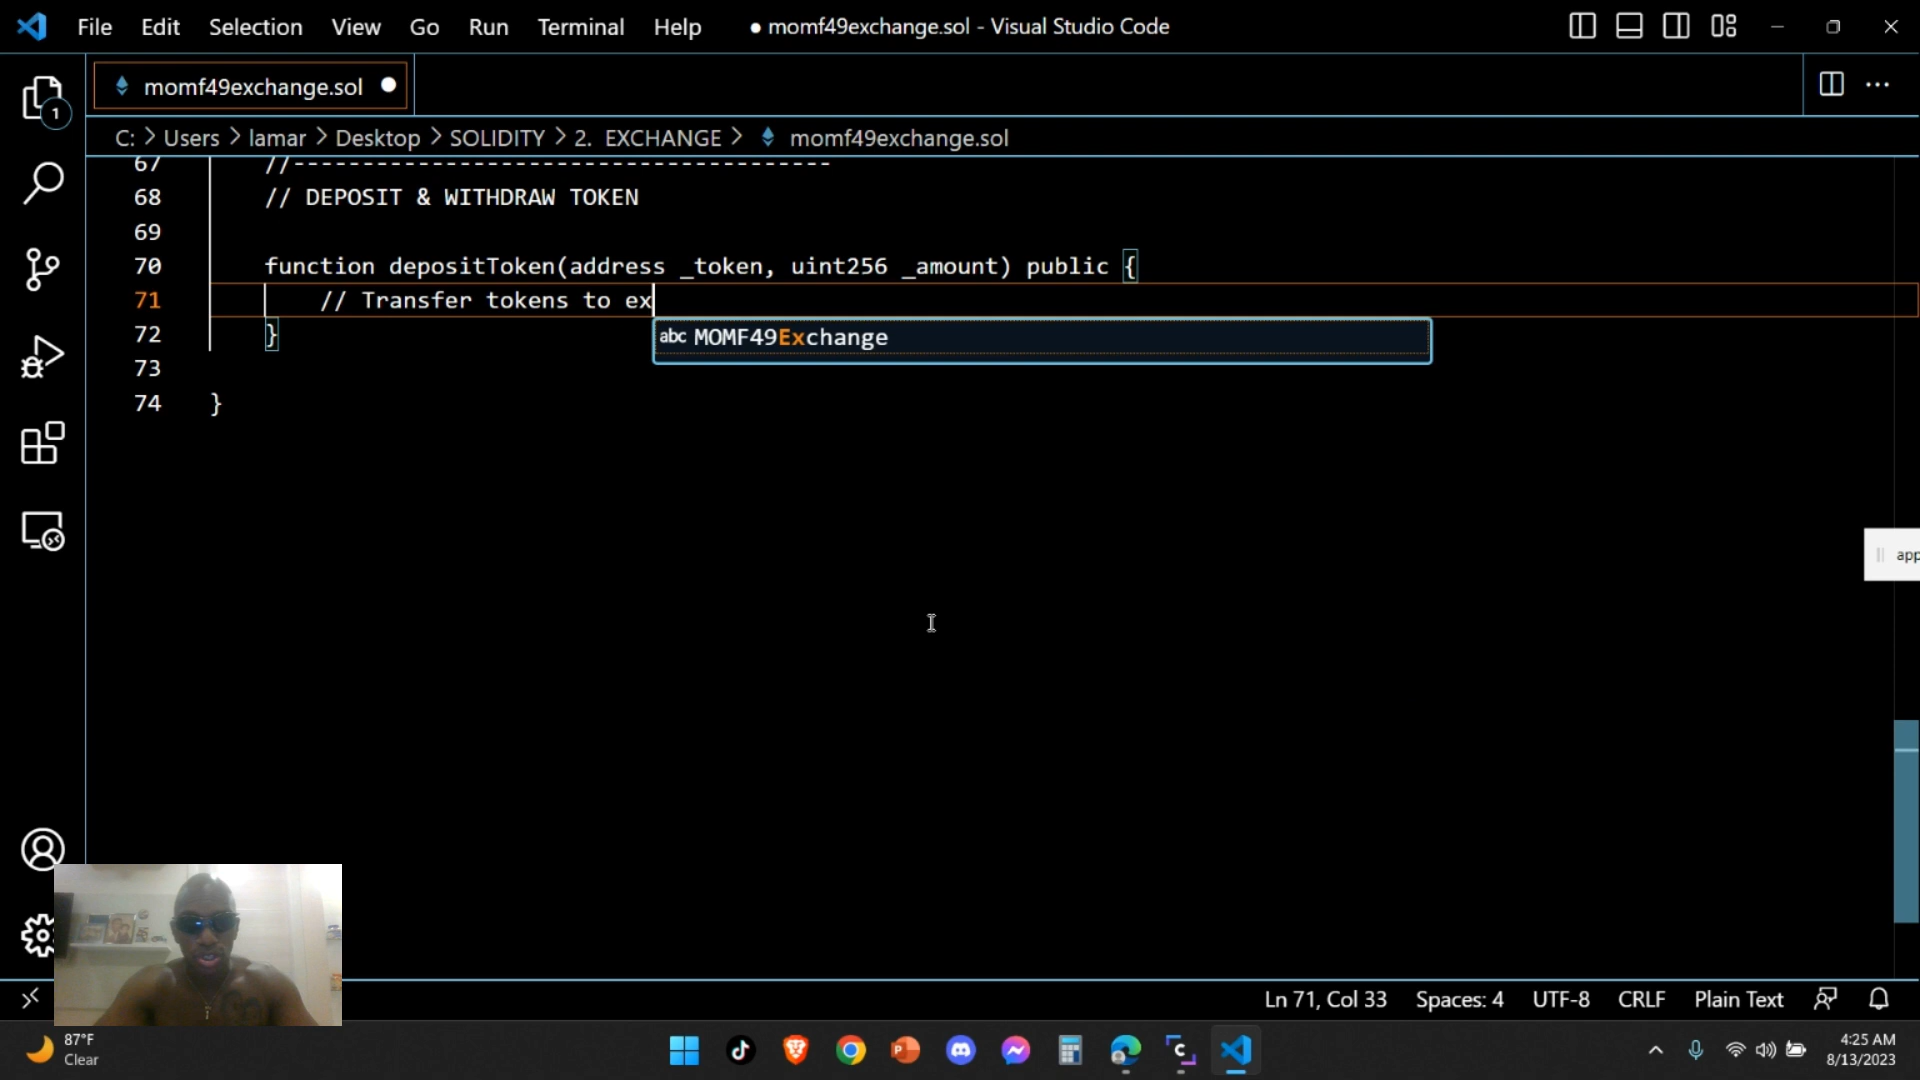 File Edit Selection View Go Run Terminal Help ● momf49exchange.sol - Visual Studio Code
momf49exchange.sol
1
C: > Users > lamar > Desktop > SOLIDITY > 2. EXCHANGE > momf49exchange.sol
67 //---------------------------------------
68 // DEPOSIT & WITHDRAW TOKEN
69
70 function depositToken(address _token, uint256 _amount) public {
71 // Transfer tokens to ex
72 }
abc MOMF49Exchange
73
74 }
app
Ln 71, Col 33 Spaces: 4 UTF-8 CRLF Plain Text
87°F
Clear
4:25 AM
8/13/2023